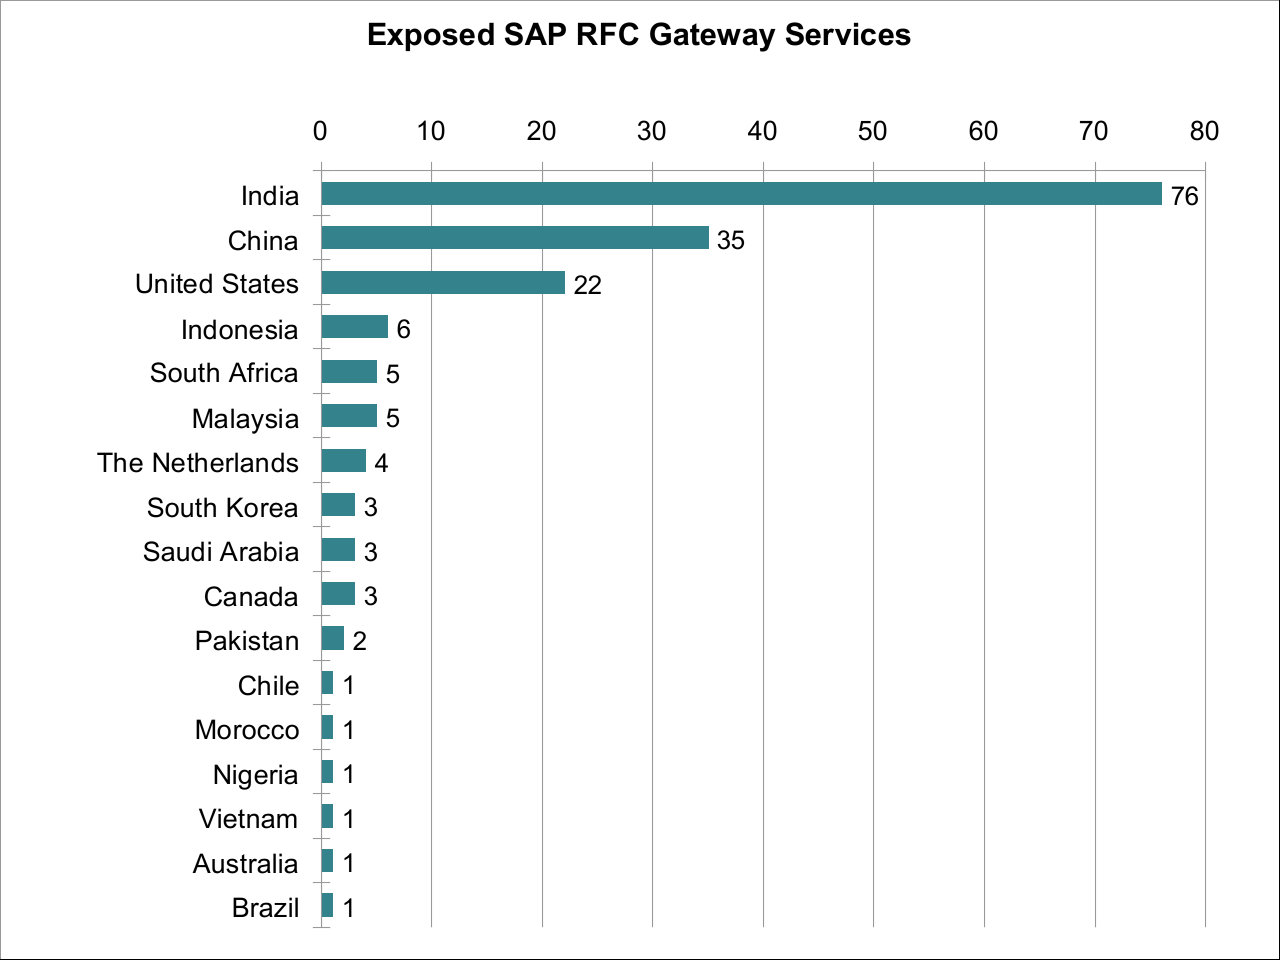 Exposed SAP RFC Gateway Services
0 10 20 30 40 50 60 70 80
India 76
China 35
United States 22
Indonesia 6
South Africa 5
Malaysia 5
The Netherlands 4
South Korea 3
Saudi Arabia 3
Canada 3
Pakistan 2
Chile 1
Morocco 1
Nigeria 1
Vietnam 1
Australia 1
Brazil 1